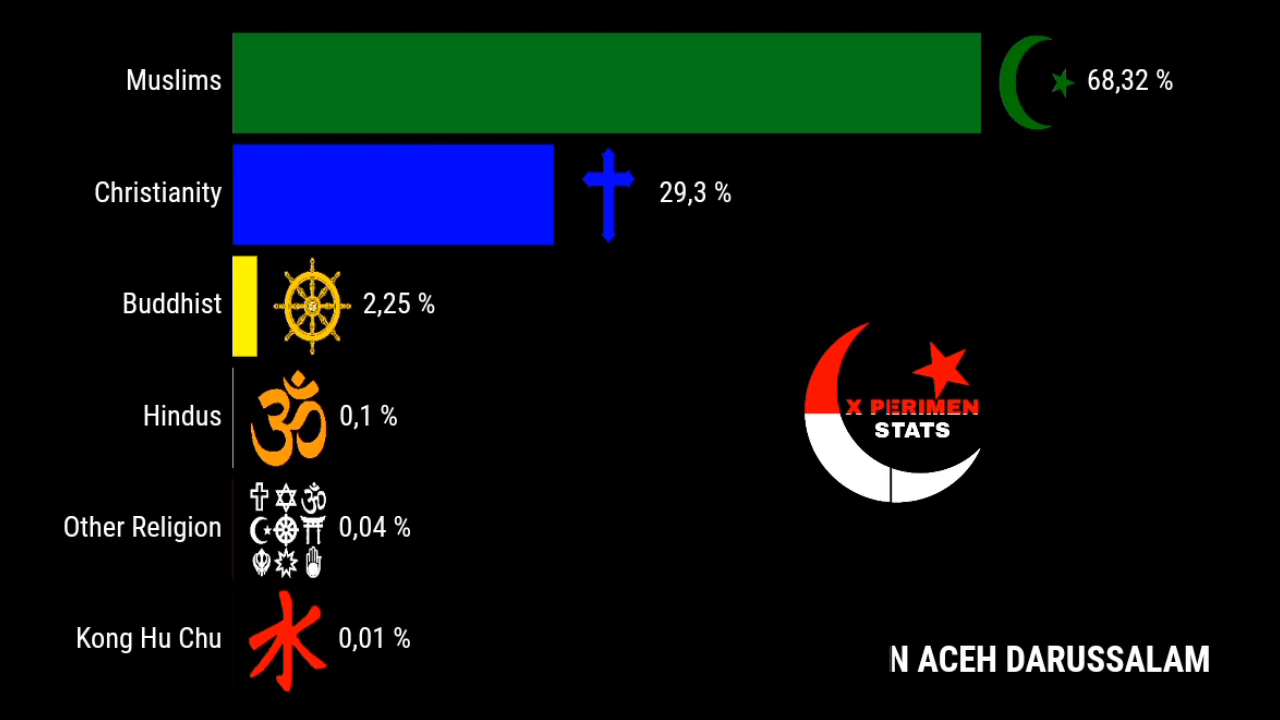 Muslims 68,32 %
Christianity 29,3 %
Buddhist 2,25 %
Hindus 0,1 %
Other Religion 0,04 %
Kong Hu Chu 0,01 %
X PERIMEN
STATS
N ACEH DARUSSALAM